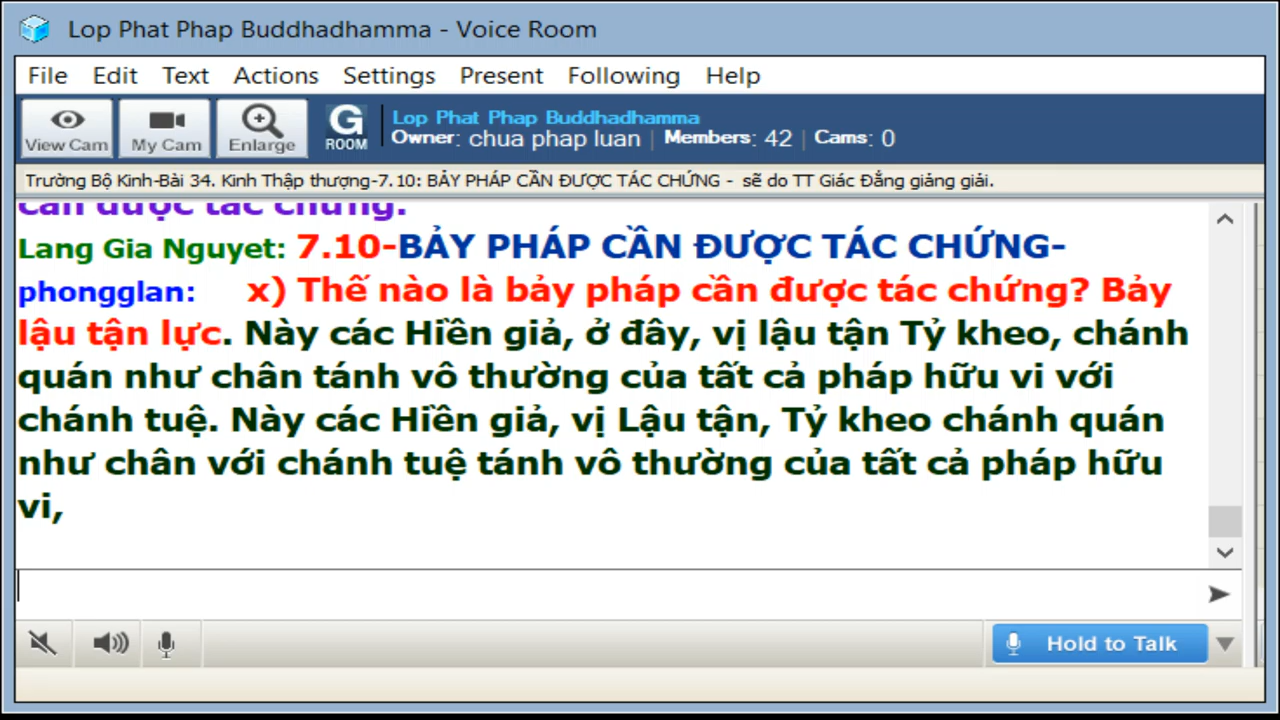 Lop Phat Phap Buddhadhamma - Voice Room
File Edit Text Actions Settings Present Following Help
View Cam My Cam Enlarge G ROOM
Lop Phat Phap Buddhadhamma
Owner: chua phap luan | Members: 42 | Cams: 0
Trường Bộ Kinh-Bài 34. Kinh Thập thượng-7.10: BẢY PHÁP CẦN ĐƯỢC TÁC CHỨNG - sẽ do TT Giác Đẳng giảng giải.
cần được tác chứng.
Lang Gia Nguyet: 7.10-BẢY PHÁP CẦN ĐƯỢC TÁC CHỨNG-
phongglan: x) Thế nào là bảy pháp cần được tác chứng? Bảy
lậu tận lực. Này các Hiền giả, ở đây, vị lậu tận Tỷ kheo, chánh
quán như chân tánh vô thường của tất cả pháp hữu vi với
chánh tuệ. Này các Hiền giả, vị Lậu tận, Tỷ kheo chánh quán
như chân với chánh tuệ tánh vô thường của tất cả pháp hữu
vi,
Hold to Talk